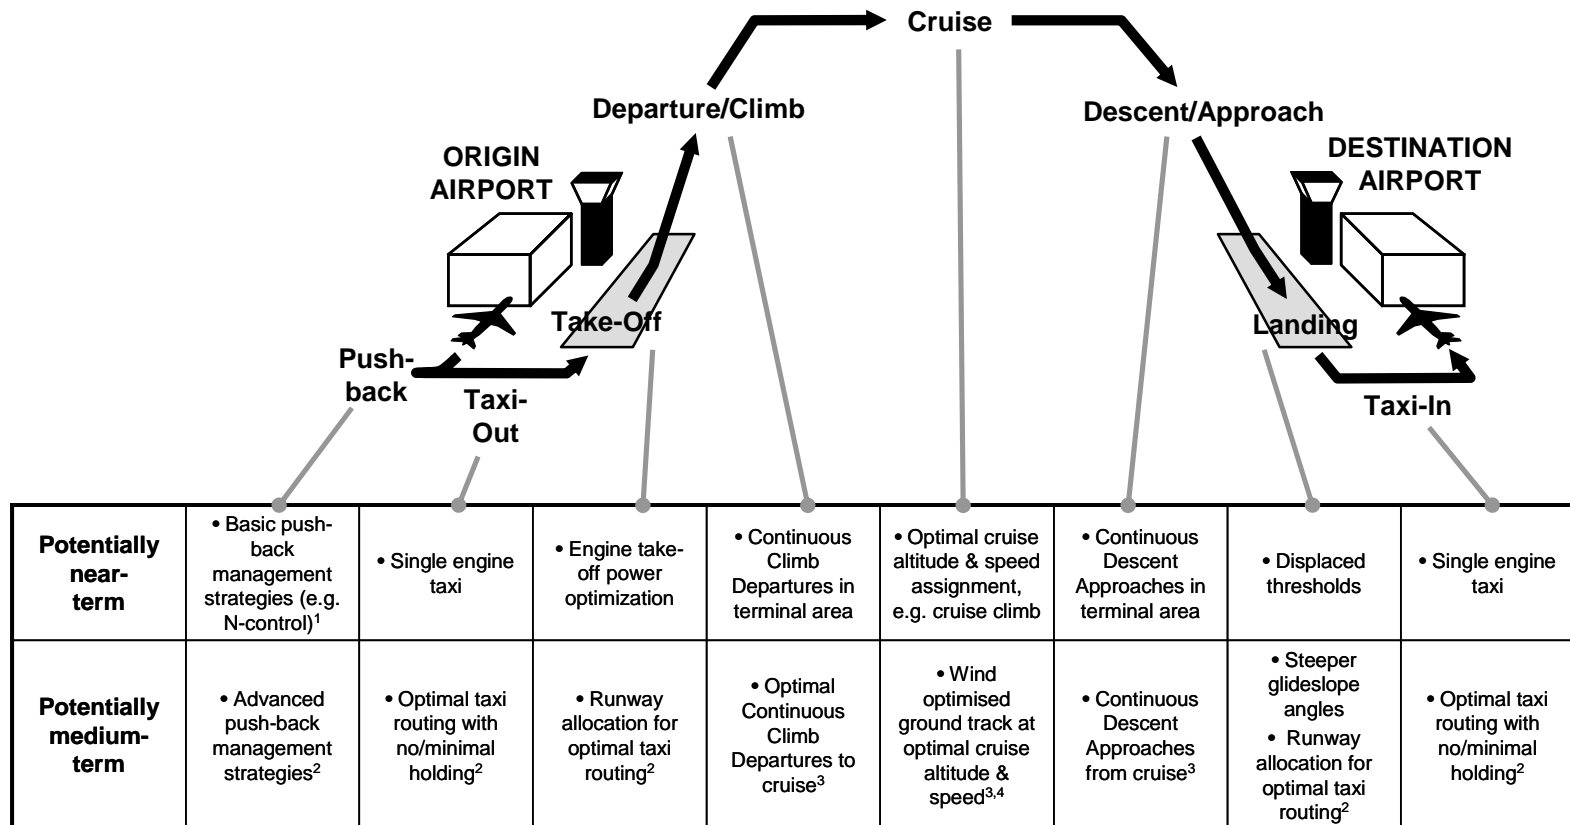 Cruise
Departure/Climb
Descent/Approach
ORIGIN
AIRPORT
DESTINATION
AIRPORT
Take-Off
Landing
Push-
back
Taxi-
Out
Taxi-In
Potentially
near-
term
• Basic push-
back
management
strategies (e.g.
N-control)¹
• Single engine
taxi
• Engine take-
off power
optimization
• Continuous
Climb
Departures in
terminal area
• Optimal cruise
altitude & speed
assignment,
e.g. cruise climb
• Continuous
Descent
Approaches in
terminal area
• Displaced
thresholds
• Single engine
taxi
Potentially
medium-
term
• Advanced
push-back
management
strategies²
• Optimal taxi
routing with
no/minimal
holding²
• Runway
allocation for
optimal taxi
routing²
• Optimal
Continuous
Climb
Departures to
cruise³
• Wind
optimised
ground track at
optimal cruise
altitude &
speed³,⁴
• Continuous
Descent
Approaches
from cruise³
• Steeper
glideslope
angles
• Runway
allocation for
optimal taxi
routing²
• Optimal taxi
routing with
no/minimal
holding²